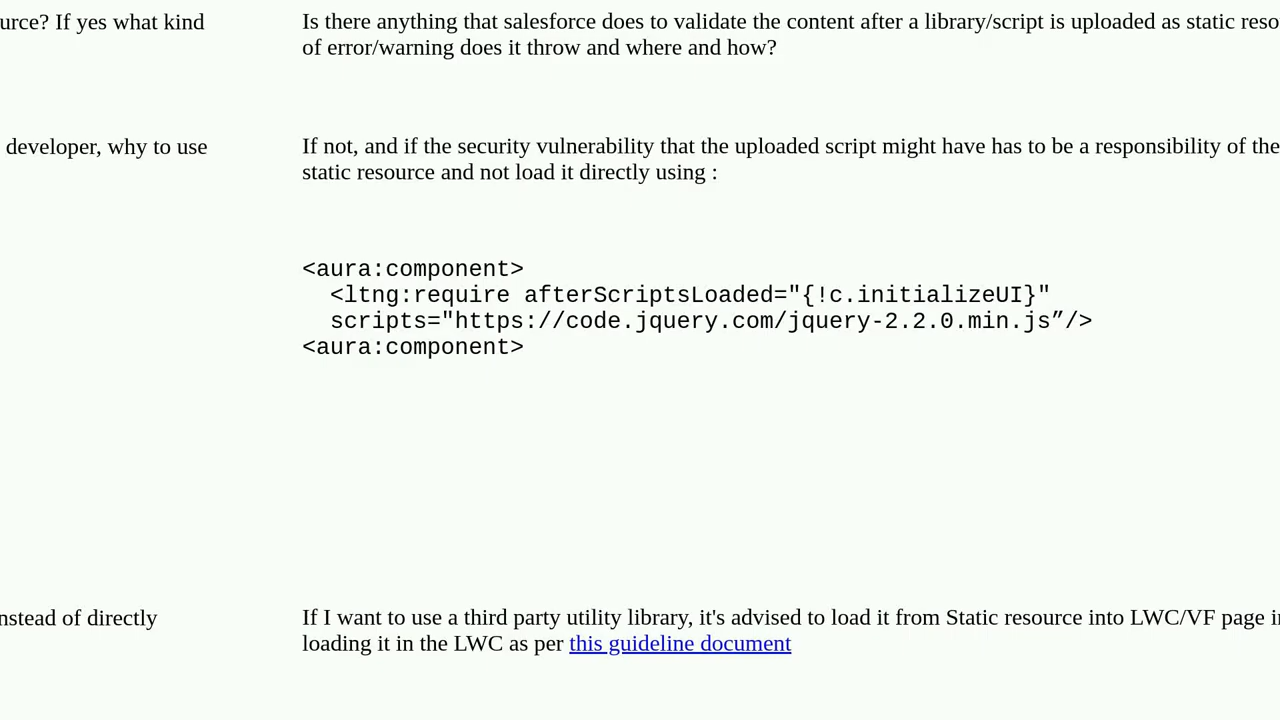 urce? If yes what kind
Is there anything that salesforce does to validate the content after a library/script is uploaded as static reso
of error/warning does it throw and where and how?
developer, why to use
If not, and if the security vulnerability that the uploaded script might have has to be a responsibility of the
static resource and not load it directly using :
<aura:component>
<ltng:require afterScriptsLoaded="{!c.initializeUI}"
scripts="https://code.jquery.com/jquery-2.2.0.min.js”/>
<aura:component>
nstead of directly
If I want to use a third party utility library, it's advised to load it from Static resource into LWC/VF page i
loading it in the LWC as per this guideline document